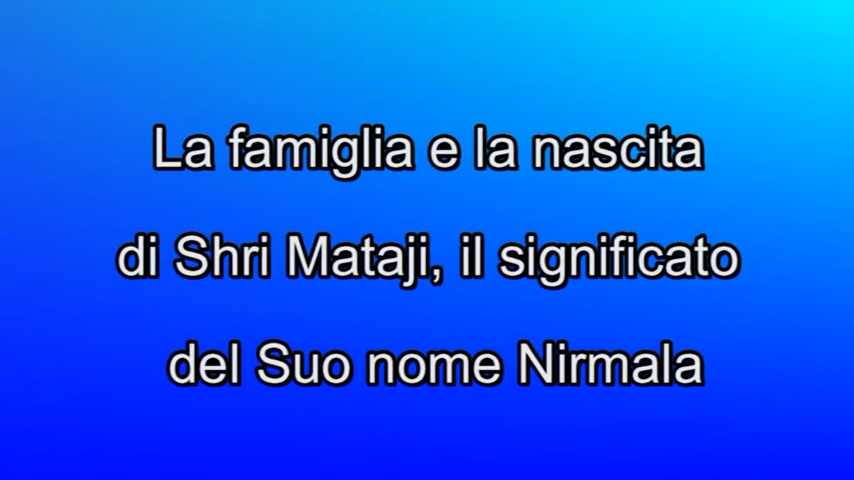 La famiglia e la nascita
di Shri Mataji, il significato
del Suo nome Nirmala